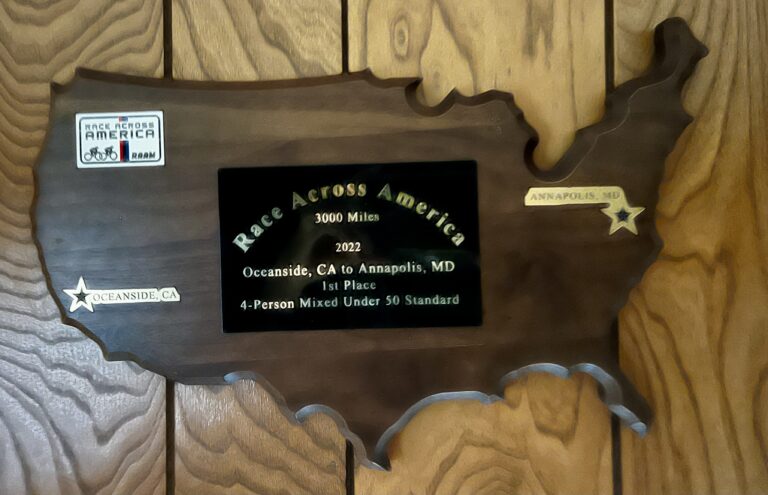 RACE ACROSS
AMERICA
RAAM
Race Across America
3000 Miles
2022
Oceanside, CA to Annapolis, MD
1st Place
4-Person Mixed Under 50 Standard
ANNAPOLIS, MD
OCEANSIDE, CA